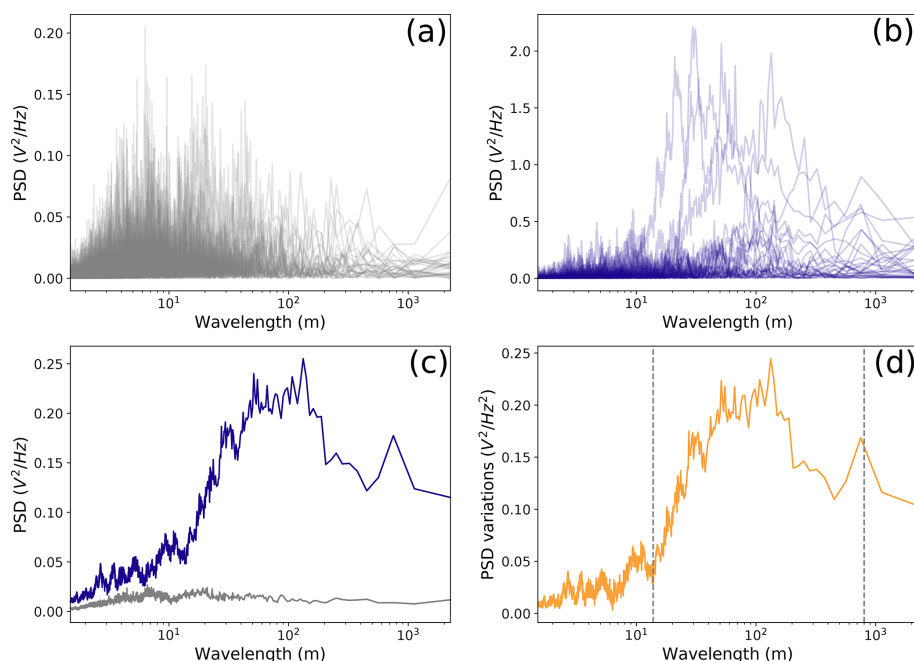 (a)
PSD (V²/Hz)
0.20
0.15
0.10
0.05
0.00
10¹ 10² 10³
Wavelength (m)
(b)
PSD (V²/Hz)
2.0
1.5
1.0
0.5
0.0
10¹ 10² 10³
Wavelength (m)
(c)
PSD (V²/Hz)
0.25
0.20
0.15
0.10
0.05
0.00
10¹ 10² 10³
Wavelength (m)
(d)
PSD variations (V²/Hz²)
0.25
0.20
0.15
0.10
0.05
0.00
10¹ 10² 10³
Wavelength (m)